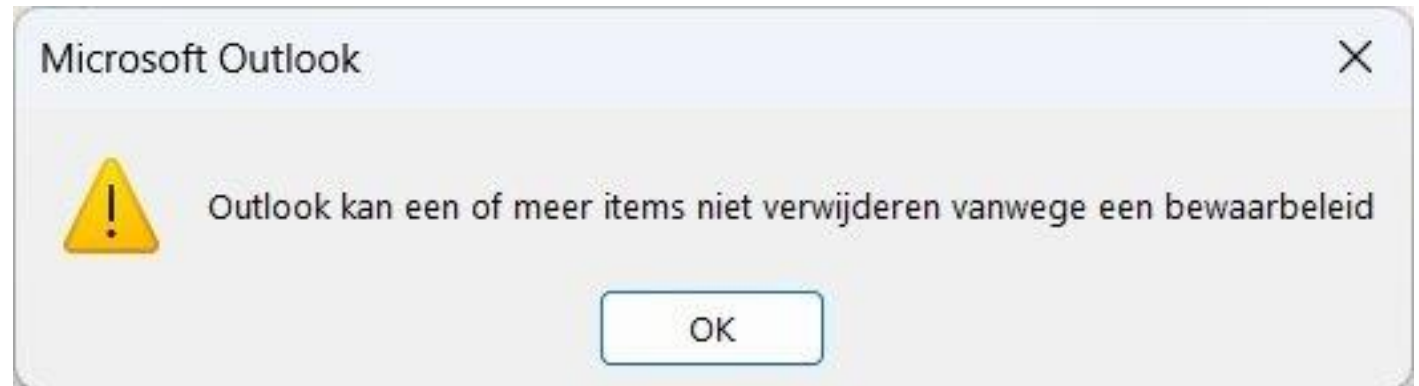 Microsoft Outlook
Outlook kan een of meer items niet verwijderen vanwege een bewaarbeleid
OK